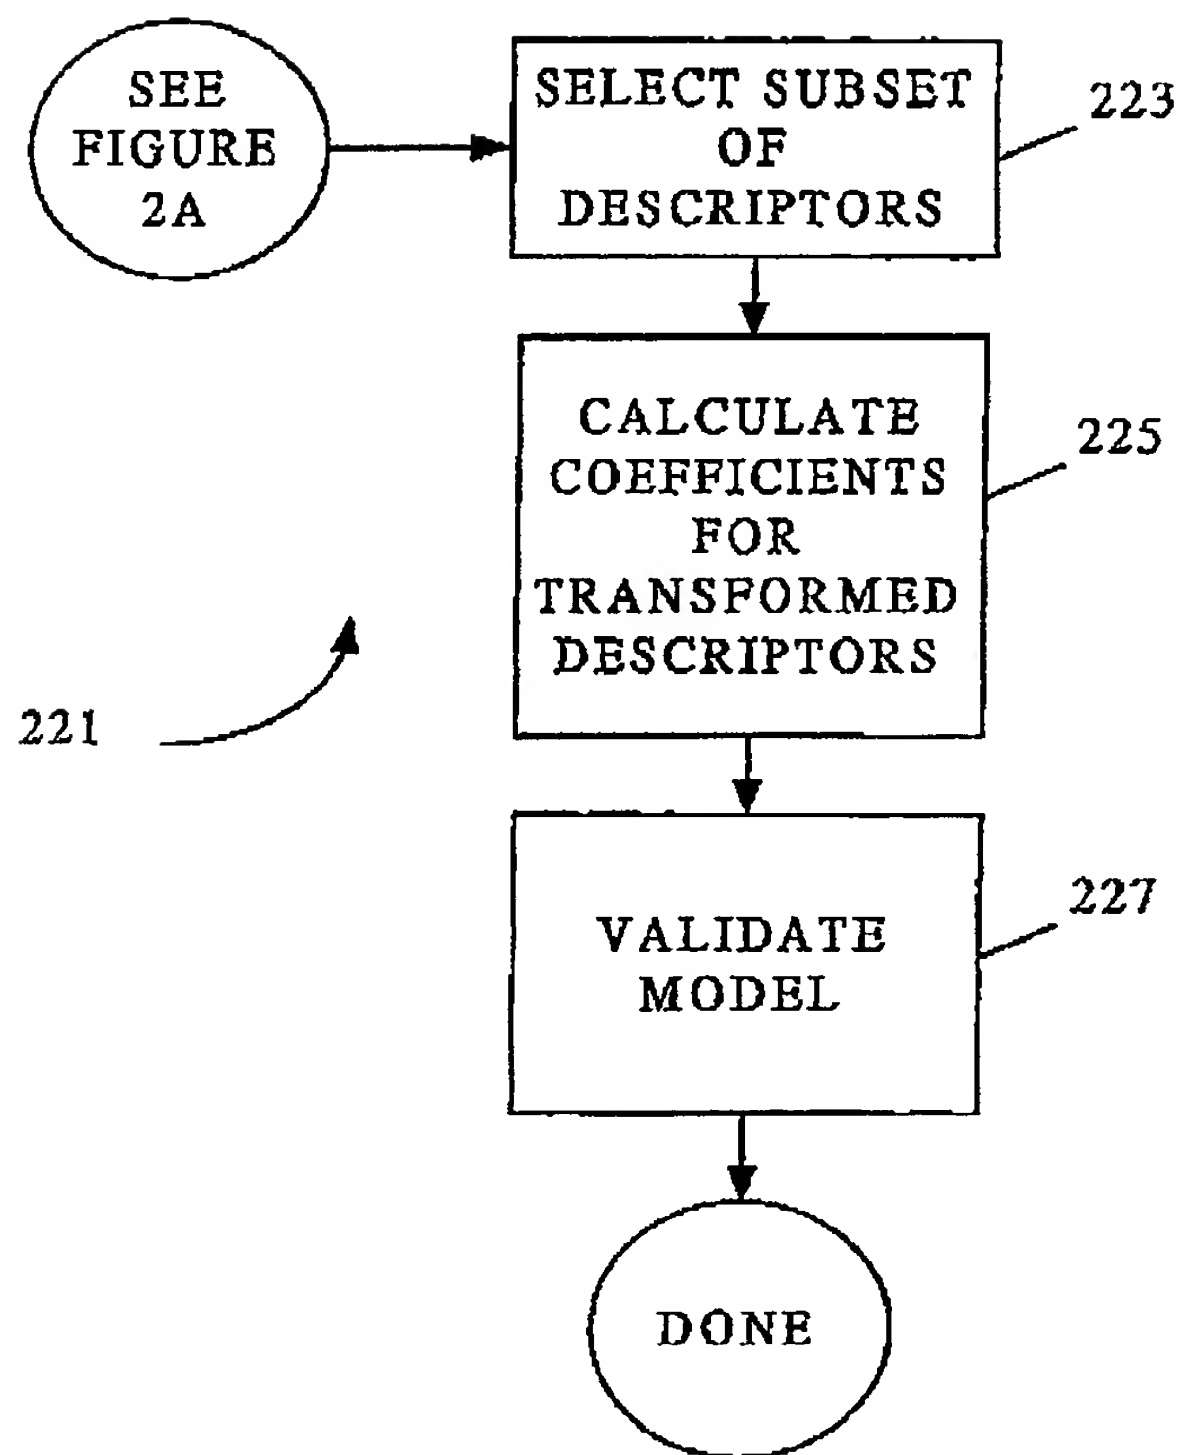 SEE
FIGURE
2A
SELECT SUBSET
OF
DESCRIPTORS
223
CALCULATE
COEFFICIENTS
FOR
TRANSFORMED
DESCRIPTORS
225
221
VALIDATE
MODEL
227
DONE